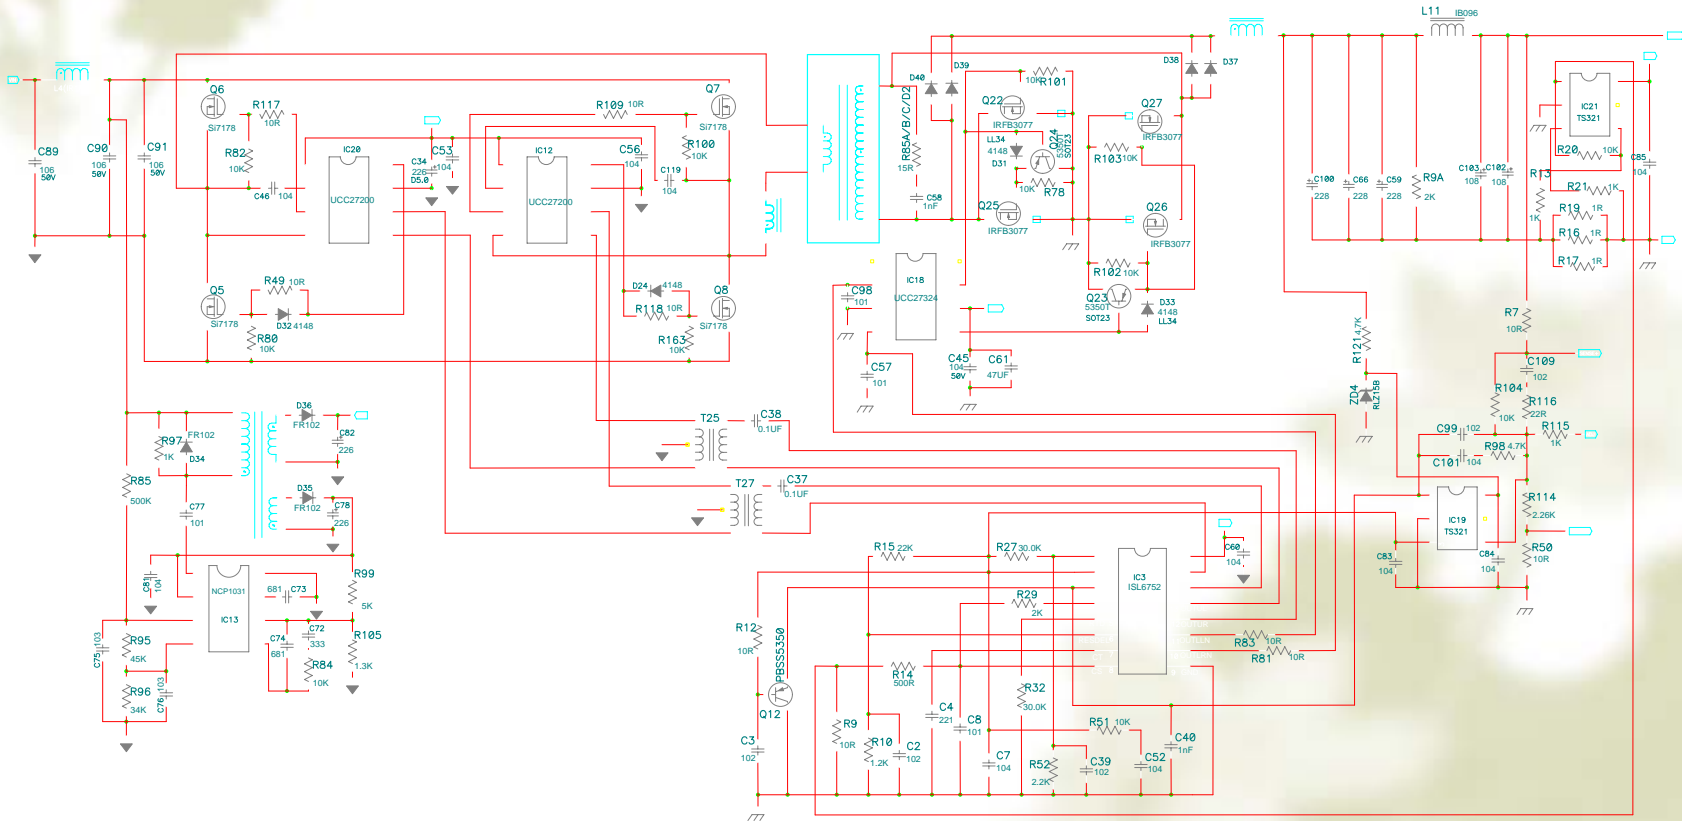 L11 IB096
C89
106
50V
C90
106
50V
C91
106
50V
Q6
Si7178
R117
10R
R82
10K
C46 104
IC20
UCC27200
C34
226
D5.0
C53
104
R109 10R
IC12
UCC27200
C56
104
R100
10K
C119
104
Q7
Si7178
Q5
Si7178
R49 10R
D32 4148
R80
10K
D24 4148
R118 10R
R163
10K
Q8
Si7178
D40
D39
R85A/B/C/D2
15R
C58
1nF
Q22
IRFB3077
10K
R101
LL34
4148
D31
Q24
5350T
SOT23
10K
R78
Q25
IRFB3077
Q27
IRFB3077
R103 10K
Q26
IRFB3077
R102
10K
Q23
5350T
SOT23
D33
4148
LL34
D38
D37
C98
101
IC18
UCC27324
C57
101
C45
104
50V
C61
47UF
C100
228
C66
228
C59
228
R9A
2K
C103
108
C102
108
R13
1K
IC21
TS321
R20 10K
R21 1K
R19 1R
R16 1R
R17 1R
C85
104
R121 4.7K
ZD4
RLZ15B
R7
10R
C109
102
R104
10K
R116
22R
R115
1K
C99 102
R98 4.7K
C101 104
IC19
TS321
R114
2.26K
R50
10R
C83
104
C84
104
R97
1K
FR102
D34
D36
FR102
C82
226
D35
FR102
C78
226
R85
500K
C77
101
C81
104
NCP1031
IC13
681 C73
R99
5K
R105
1.3K
C72
333
C74
681
R84
10K
C75
103
R95
45K
R96
34K
C76
103
T25
C38
0.1UF
T27
C37
0.1UF
R15 22K
R27 30.0K
R29
2K
IC3
ISL6752
C60
104
R83 10R
R81 10R
R12
10R
PBSS5350
Q12
C3
102
R14
500R
R9
10R
R10
1.2K
C2
102
C4
221
C8
101
C7
104
R32
30.0K
R52
2.2K
C39
102
R51 10K
C52
104
C40
1nF